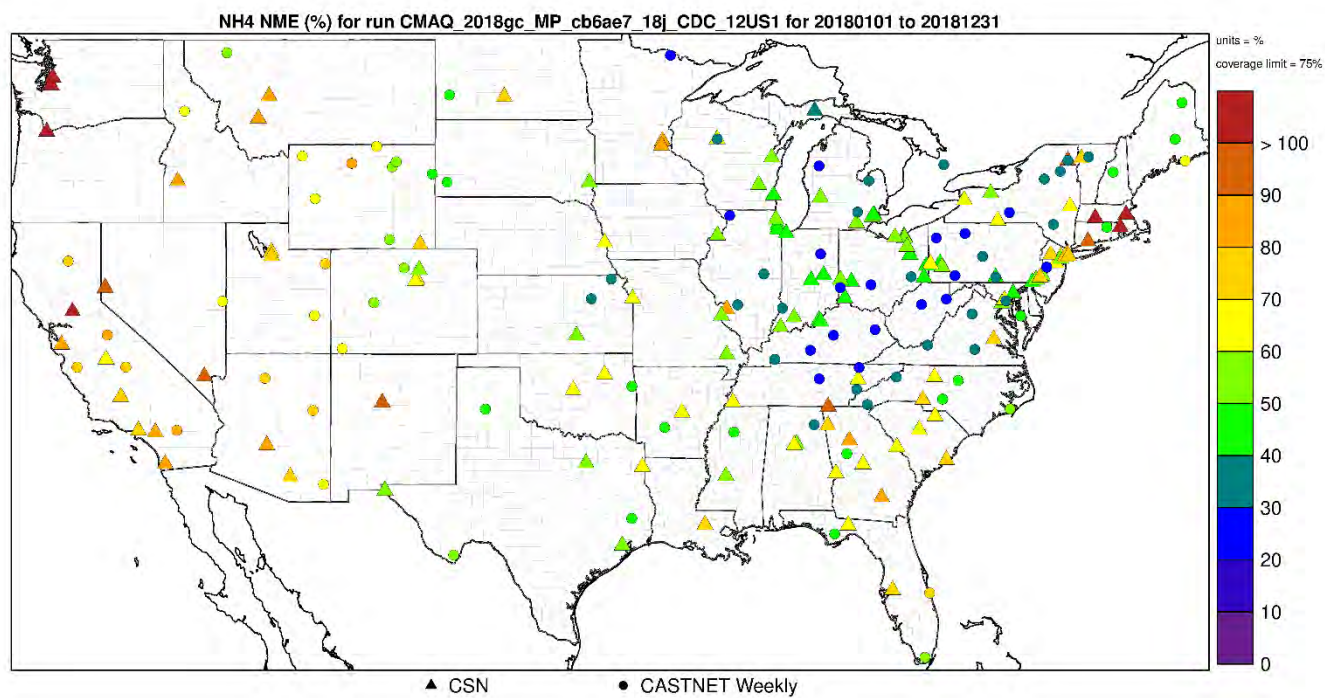 NH4 NME (%) for run CMAQ_2018gc_MP_cb6ae7_18j_CDC_12US1 for 20180101 to 20181231
units = %
coverage limit = 75%
> 100
90
80
70
60
50
40
30
20
10
0
CSN
CASTNET Weekly